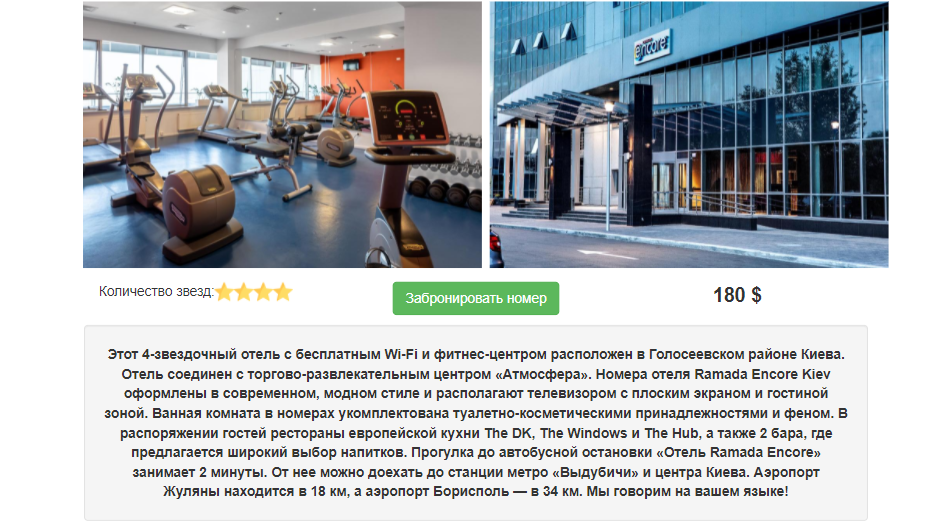 encore
Количество звезд:
Забронировать номер
180 $
Этот 4-звездочный отель с бесплатным Wi-Fi и фитнес-центром расположен в Голосеевском районе Киева.
Отель соединен с торгово-развлекательным центром «Атмосфера». Номера отеля Ramada Encore Kiev
оформлены в современном, модном стиле и располагают телевизором с плоским экраном и гостиной
зоной. Ванная комната в номерах укомплектована туалетно-косметическими принадлежностями и феном. В
распоряжении гостей рестораны европейской кухни The DK, The Windows и The Hub, а также 2 бара, где
предлагается широкий выбор напитков. Прогулка до автобусной остановки «Отель Ramada Encore»
занимает 2 минуты. От нее можно доехать до станции метро «Выдубичи» и центра Киева. Аэропорт
Жуляны находится в 18 км, а аэропорт Борисполь — в 34 км. Мы говорим на вашем языке!